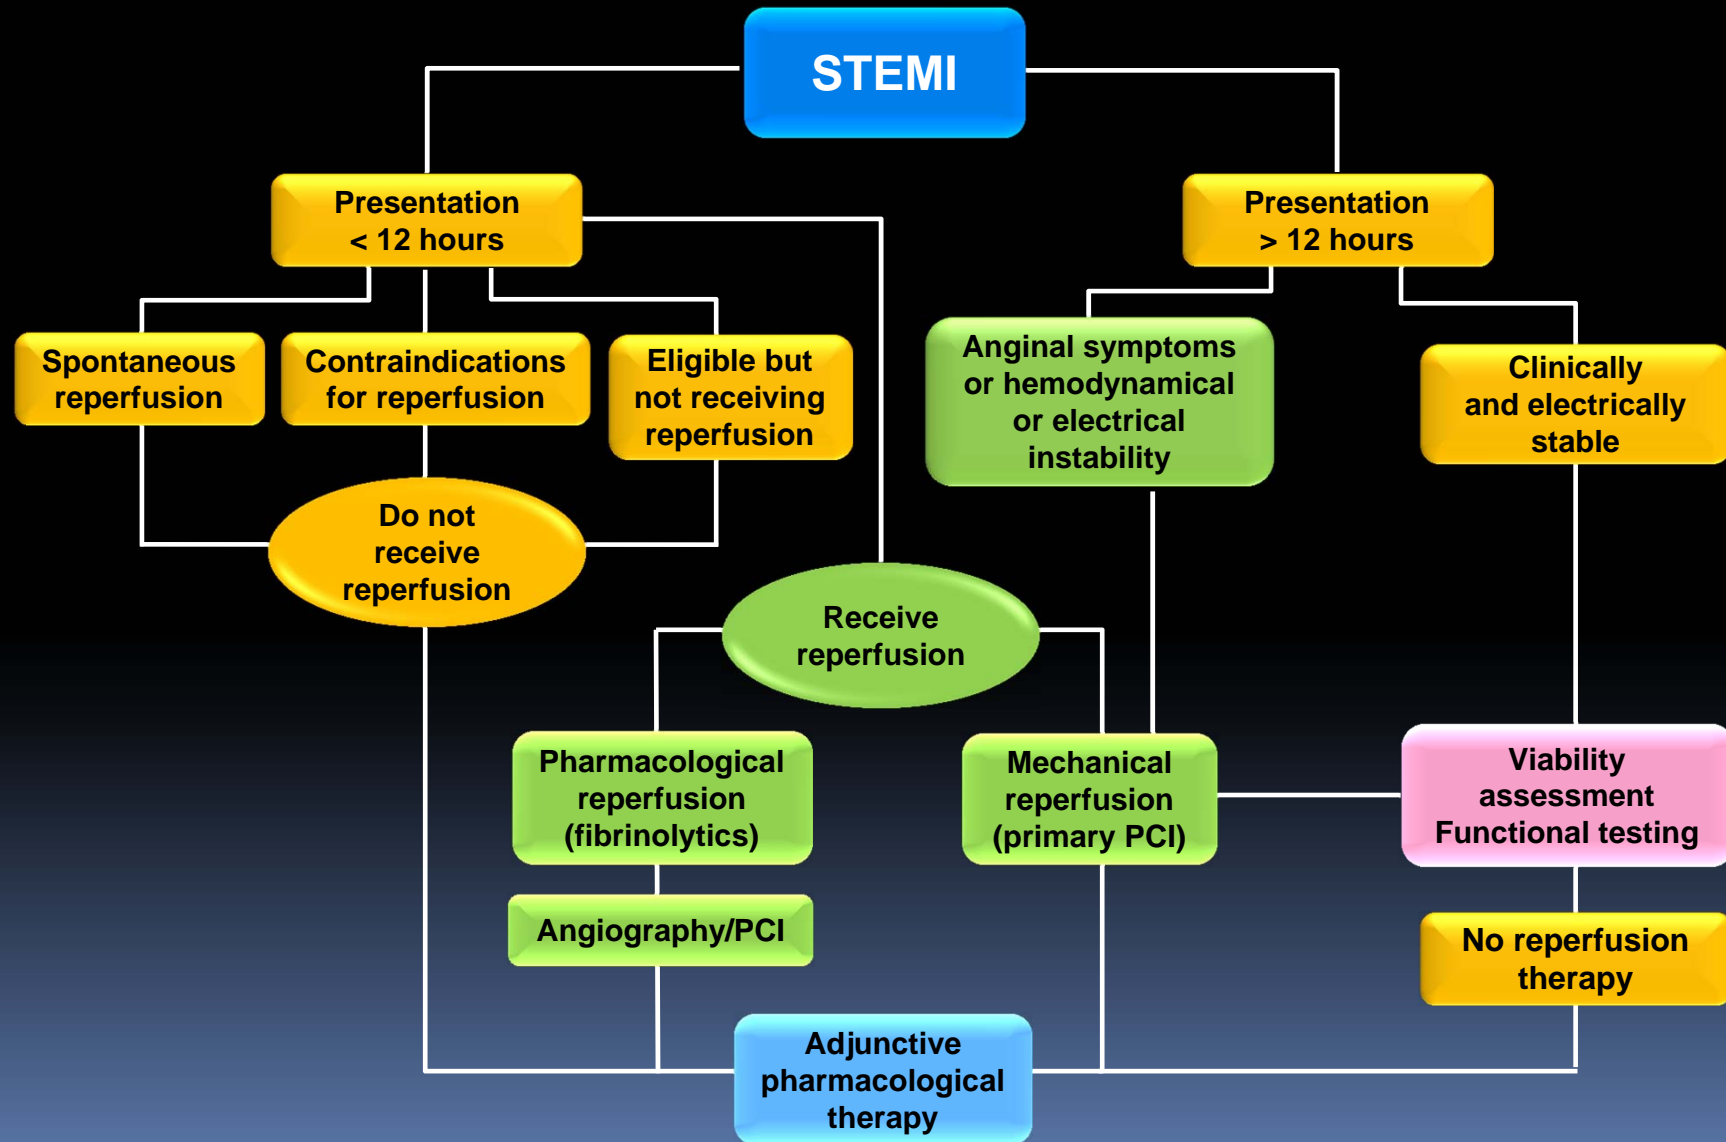 STEMI
Presentation
< 12 hours
Presentation
> 12 hours
Spontaneous
reperfusion
Contraindications
for reperfusion
Eligible but
not receiving
reperfusion
Anginal symptoms
or hemodynamical
or electrical
instability
Clinically
and electrically
stable
Do not
receive
reperfusion
Receive
reperfusion
Pharmacological
reperfusion
(fibrinolytics)
Mechanical
reperfusion
(primary PCI)
Viability
assessment
Functional testing
Angiography/PCI
No reperfusion
therapy
Adjunctive
pharmacological
therapy